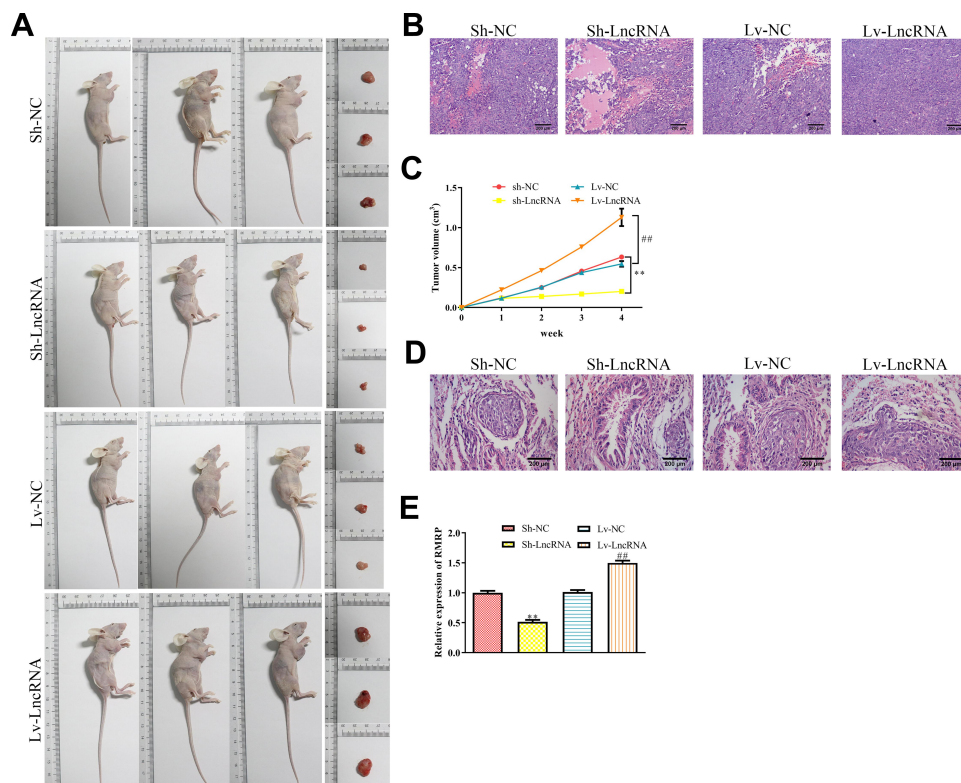 A
Sh-NC
Sh-LncRNA
Lv-NC
Lv-LncRNA
B
Sh-NC Sh-LncRNA Lv-NC Lv-LncRNA
C
sh-NC Lv-NC
sh-LncRNA Lv-LncRNA
Tumor volume (cm³)
1.5
1.0
0.5
0.0
##
**
0 1 2 3 4
week
D
Sh-NC Sh-LncRNA Lv-NC Lv-LncRNA
200 μm 200 μm 200 μm 200 μm
E
Sh-NC Lv-NC
Sh-LncRNA Lv-LncRNA
Relative expression of RMRP
2.0
1.5
1.0
0.5
0.0
**
##